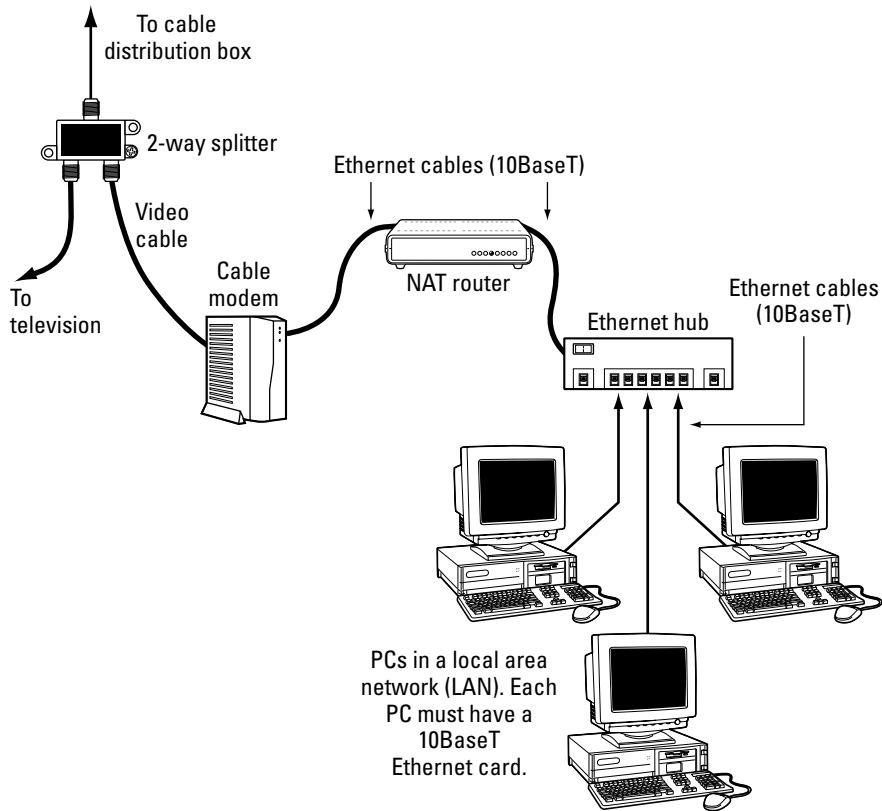 To cable
distribution box
2-way splitter
Ethernet cables (10BaseT)
Video
cable
Cable
modem
NAT router
To
television
Ethernet cables
(10BaseT)
Ethernet hub
PCs in a local area
network (LAN). Each
PC must have a
10BaseT
Ethernet card.